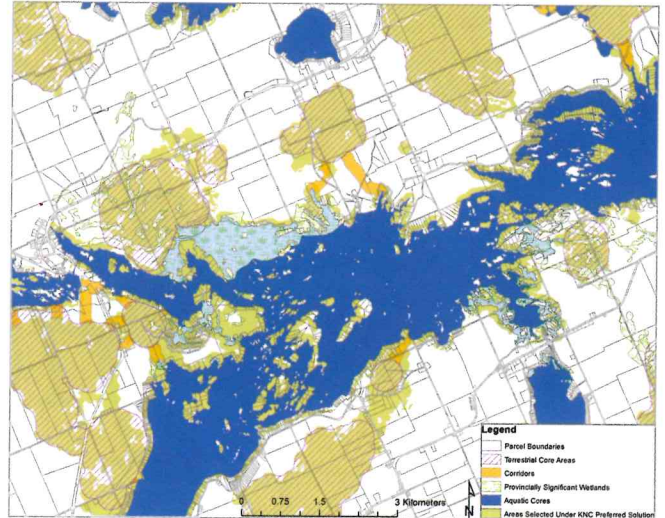 Legend
Parcel Boundaries
Terrestrial Core Areas
Corridors
Provincially Significant Wetlands
Aquatic Cores
Areas Selected Under KNC Preferred Solution
0 0.75 1.5 3 Kilometers
N